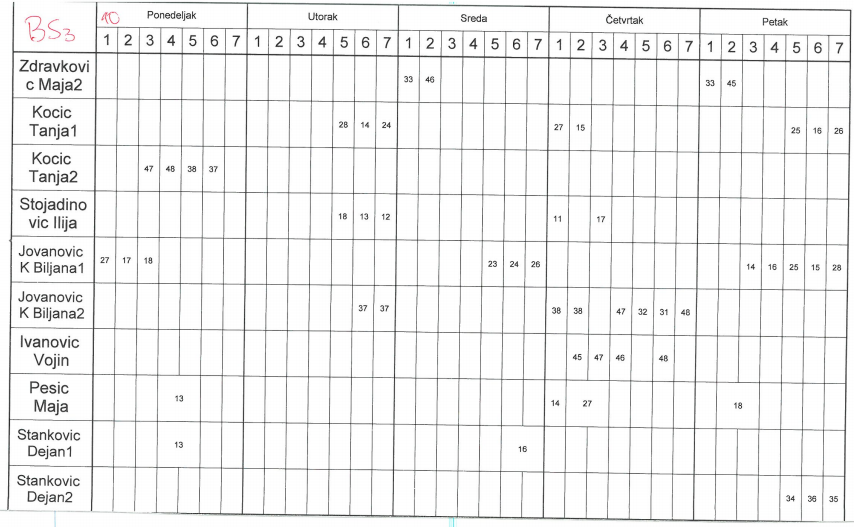 BS3
Ponedeljak Utorak Sreda Četvrtak Petak
1 2 3 4 5 6 7 1 2 3 4 5 6 7 1 2 3 4 5 6 7 1 2 3 4 5 6 7 1 2 3 4 5 6 7
Zdravkovi
c Maja2
33 46 33 45
Kocic
Tanja1
28 14 24 27 15 25 16 26
Kocic
Tanja2
47 48 38 37
Stojadino
vic Ilija
18 13 12 11 17
Jovanovic
K Biljana1
27 17 18 23 24 26 14 16 25 15 28
Jovanovic
K Biljana2
37 37 38 38 47 32 31 48
Ivanovic
Vojin
45 47 46 48
Pesic
Maja
13 14 27 18
Stankovic
Dejan1
13 16
Stankovic
Dejan2
34 36 35